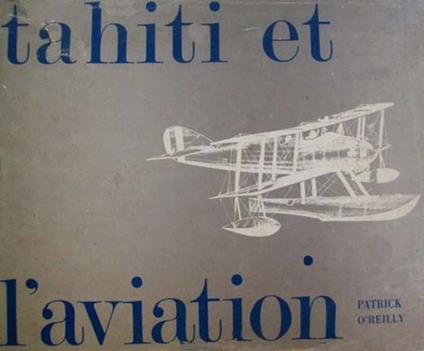 tahiti et
l'aviation
PATRICK
O'REILLY